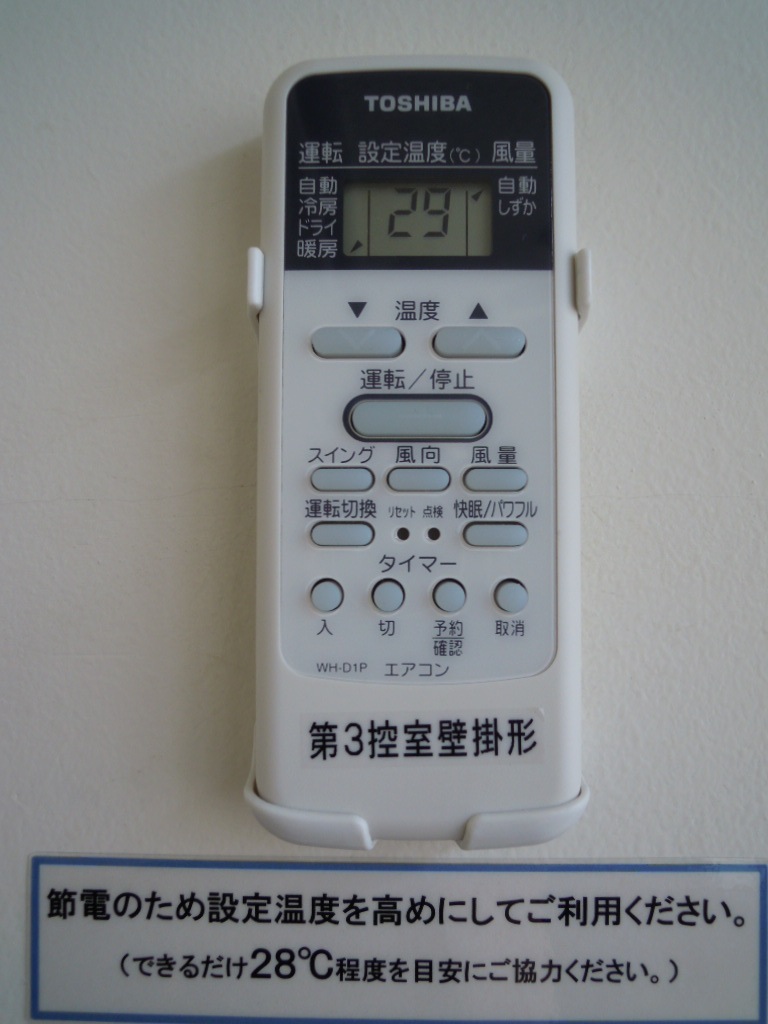 TOSHIBA
運転 設定温度(℃) 風量
自動 29 自動
冷房 しずか
ドライ
暖房
▼ 温度 ▲
運転/停止
スイング 風向 風量
運転切換 リセット 点検 快眠/パワフル
タイマー
入 切 予約 取消
確認
WH-D1P エアコン
第3控室壁掛形
節電のため設定温度を高めにしてご利用ください。
(できるだけ28℃程度を目安にご協力ください。)